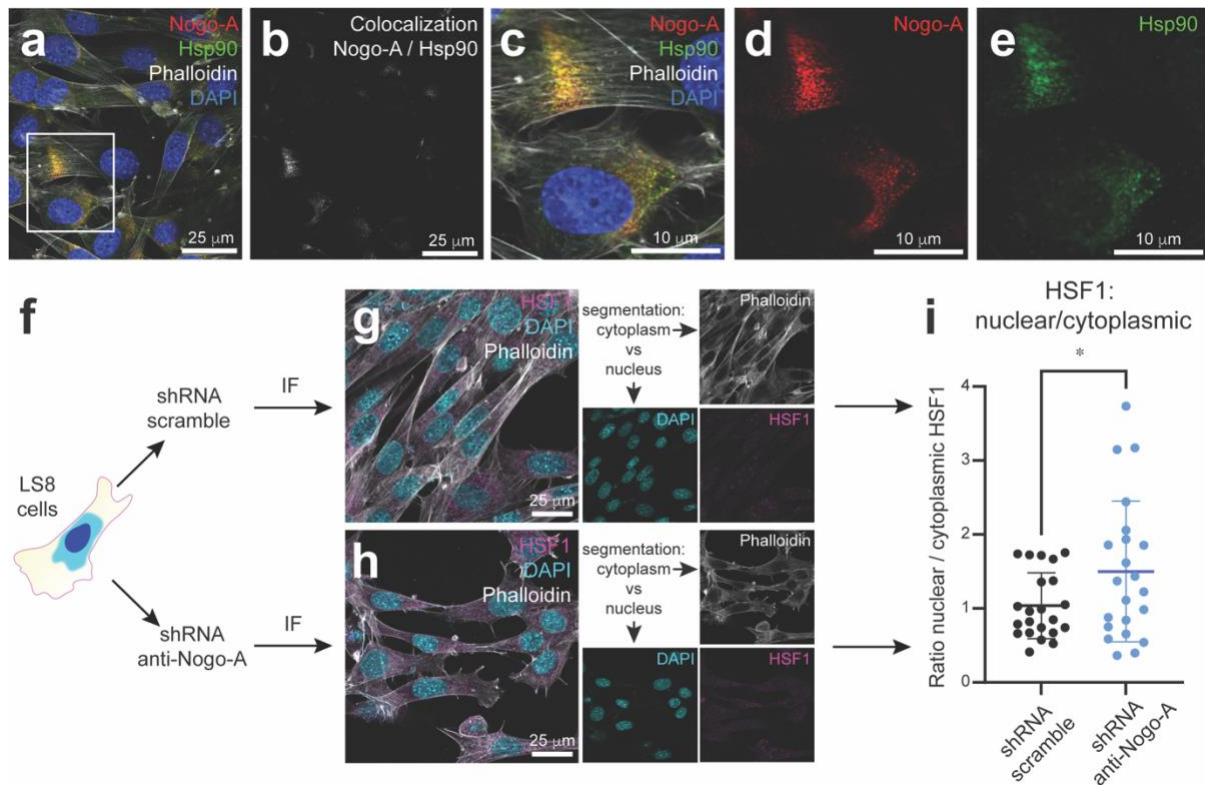 a
Nogo-A
Hsp90
Phalloidin
DAPI
25 μm
b
Colocalization
Nogo-A / Hsp90
25 μm
c
Nogo-A
Hsp90
Phalloidin
DAPI
10 μm
d
Nogo-A
10 μm
e
Hsp90
10 μm
f
LS8
cells
shRNA
scramble
IF
shRNA
anti-Nogo-A
IF
g
HSF1
DAPI
Phalloidin
25 μm
segmentation:
cytoplasm
vs
nucleus
Phalloidin
DAPI
HSF1
h
HSF1
DAPI
Phalloidin
25 μm
segmentation:
cytoplasm
vs
nucleus
Phalloidin
DAPI
HSF1
i
HSF1:
nuclear/cytoplasmic
*
Ratio nuclear / cytoplasmic HSF1
4
3
2
1
0
shRNA
scramble
shRNA
anti-Nogo-A